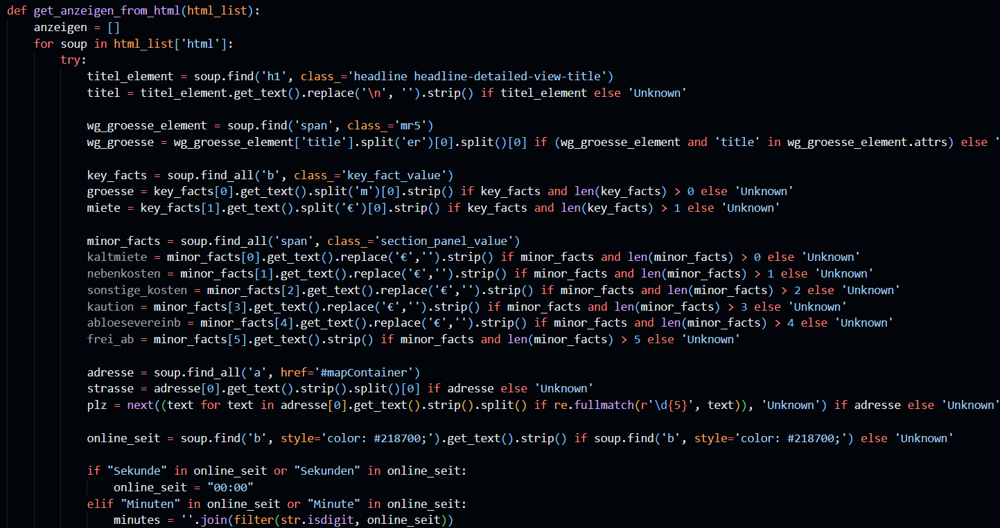 def get_anzeigen_from_html(html_list):
    anzeigen = []
    for soup in html_list['html']:
        try:
            titel_element = soup.find('h1', class_='headline headline-detailed-view-title')
            titel = titel_element.get_text().replace('\n', '').strip() if titel_element else 'Unknown'

            wg_groesse_element = soup.find('span', class_='mr5')
            wg_groesse = wg_groesse_element['title'].split('er')[0].split()[0] if (wg_groesse_element and 'title' in wg_groesse_element.attrs) else '

            key_facts = soup.find_all('b', class_='key_fact_value')
            groesse = key_facts[0].get_text().split('m')[0].strip() if key_facts and len(key_facts) > 0 else 'Unknown'
            miete = key_facts[1].get_text().split('€')[0].strip() if key_facts and len(key_facts) > 1 else 'Unknown'

            minor_facts = soup.find_all('span', class_='section_panel_value')
            kaltmiete = minor_facts[0].get_text().replace('€','').strip() if minor_facts and len(minor_facts) > 0 else 'Unknown'
            nebenkosten = minor_facts[1].get_text().replace('€','').strip() if minor_facts and len(minor_facts) > 1 else 'Unknown'
            sonstige_kosten = minor_facts[2].get_text().replace('€','').strip() if minor_facts and len(minor_facts) > 2 else 'Unknown'
            kaution = minor_facts[3].get_text().replace('€','').strip() if minor_facts and len(minor_facts) > 3 else 'Unknown'
            abloesevereinb = minor_facts[4].get_text().replace('€','').strip() if minor_facts and len(minor_facts) > 4 else 'Unknown'
            frei_ab = minor_facts[5].get_text().strip() if minor_facts and len(minor_facts) > 5 else 'Unknown'

            adresse = soup.find_all('a', href='#mapContainer')
            strasse = adresse[0].get_text().strip().split()[0] if adresse else 'Unknown'
            plz = next((text for text in adresse[0].get_text().strip().split() if re.fullmatch(r'\d{5}', text)), 'Unknown') if adresse else 'Unknown'

            online_seit = soup.find('b', style='color: #218700;').get_text().strip() if soup.find('b', style='color: #218700;') else 'Unknown'

            if "Sekunde" in online_seit or "Sekunden" in online_seit:
                online_seit = "00:00"
            elif "Minuten" in online_seit or "Minute" in online_seit:
                minutes = ''.join(filter(str.isdigit, online_seit))